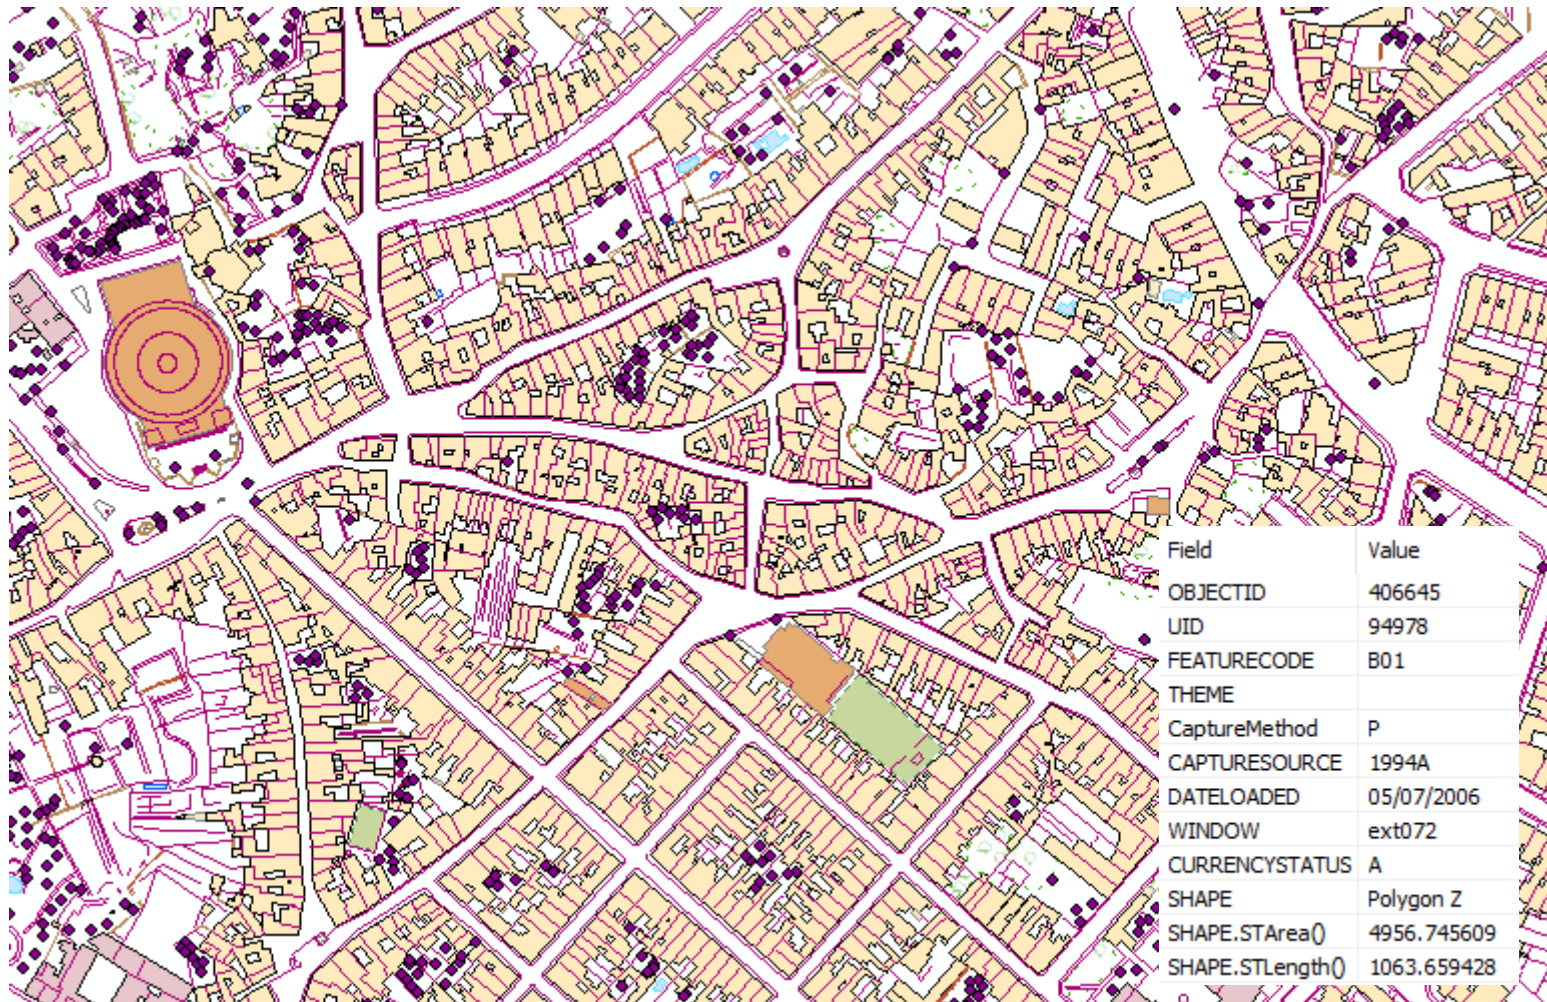 Field Value
OBJECTID 406645
UID 94978
FEATURECODE B01
THEME
CaptureMethod P
CAPTURESOURCE 1994A
DATELOADED 05/07/2006
WINDOW ext072
CURRENCYSTATUS A
SHAPE Polygon Z
SHAPE.STArea() 4956.745609
SHAPE.STLength() 1063.659428